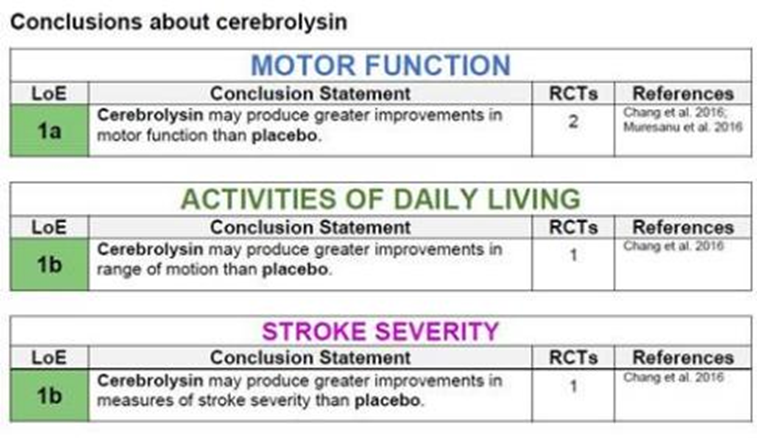 Conclusions about cerebrolysin
MOTOR FUNCTION
LoE Conclusion Statement RCTs References
1a
Cerebrolysin may produce greater improvements in
motor function than placebo.
2
Chang et al. 2016;
Muresanu et al. 2016
ACTIVITIES OF DAILY LIVING
LoE Conclusion Statement RCTs References
1b
Cerebrolysin may produce greater improvements in
range of motion than placebo.
1
Chang et al. 2016
STROKE SEVERITY
LoE Conclusion Statement RCTs References
1b
Cerebrolysin may produce greater improvements in
measures of stroke severity than placebo.
1
Chang et al. 2016